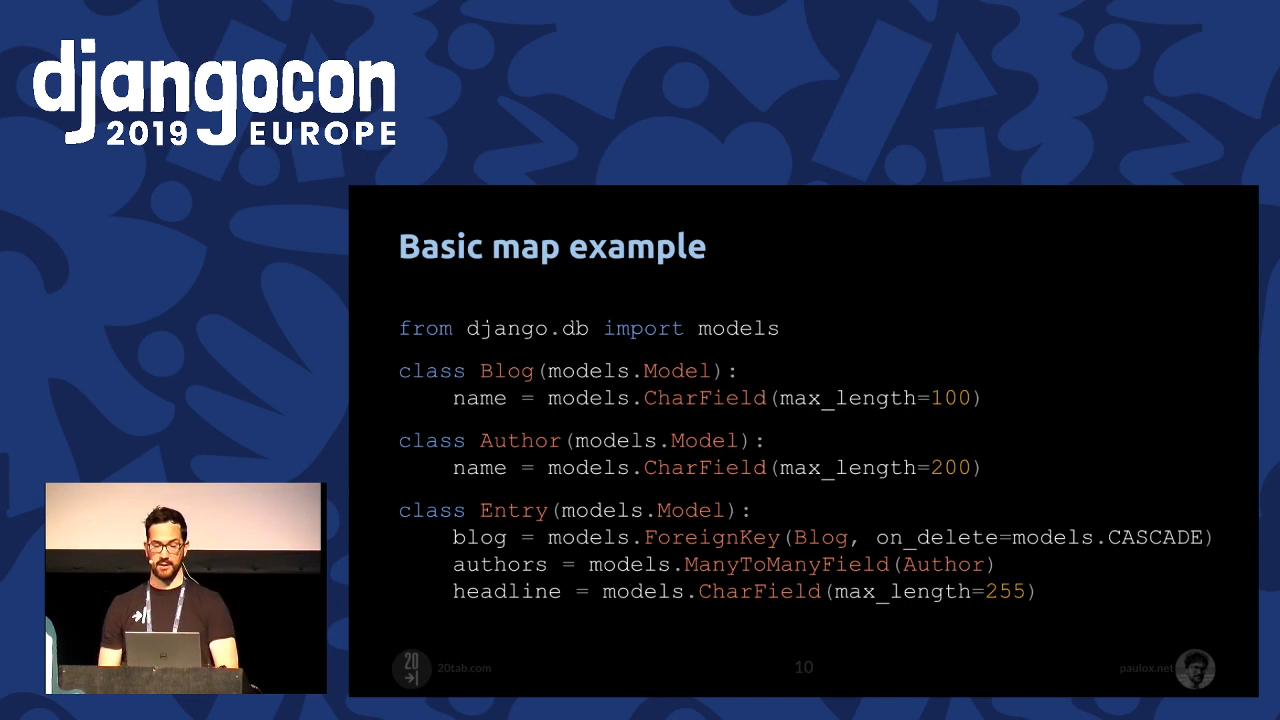 djangocon
2019 EUROPE
Basic map example
from django.db import models
class Blog(models.Model):
    name = models.CharField(max_length=100)
class Author(models.Model):
    name = models.CharField(max_length=200)
class Entry(models.Model):
    blog = models.ForeignKey(Blog, on_delete=models.CASCADE)
    authors = models.ManyToManyField(Author)
    headline = models.CharField(max_length=255)
20
20tab.com
10
paulox.net